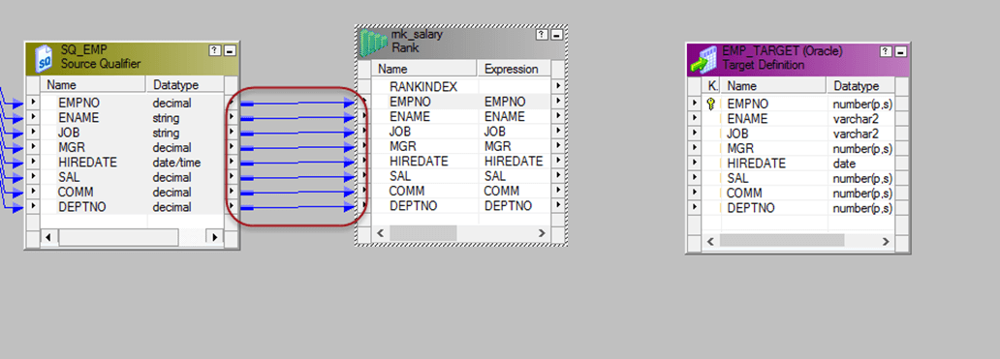 SQ_EMP
Source Qualifier
Name Datatype
EMPNO decimal
ENAME string
JOB string
MGR decimal
HIREDATE date/time
SAL decimal
COMM decimal
DEPTNO decimal
rnk_salary
Rank
Name Expression
RANKINDEX
EMPNO EMPNO
ENAME ENAME
JOB JOB
MGR MGR
HIREDATE HIREDATE
SAL SAL
COMM COMM
DEPTNO DEPTNO
EMP_TARGET (Oracle)
Target Definition
K Name Datatype
EMPNO number(p,s)
ENAME varchar2
JOB varchar2
MGR number(p,s)
HIREDATE date
SAL number(p,s)
COMM number(p,s)
DEPTNO number(p,s)